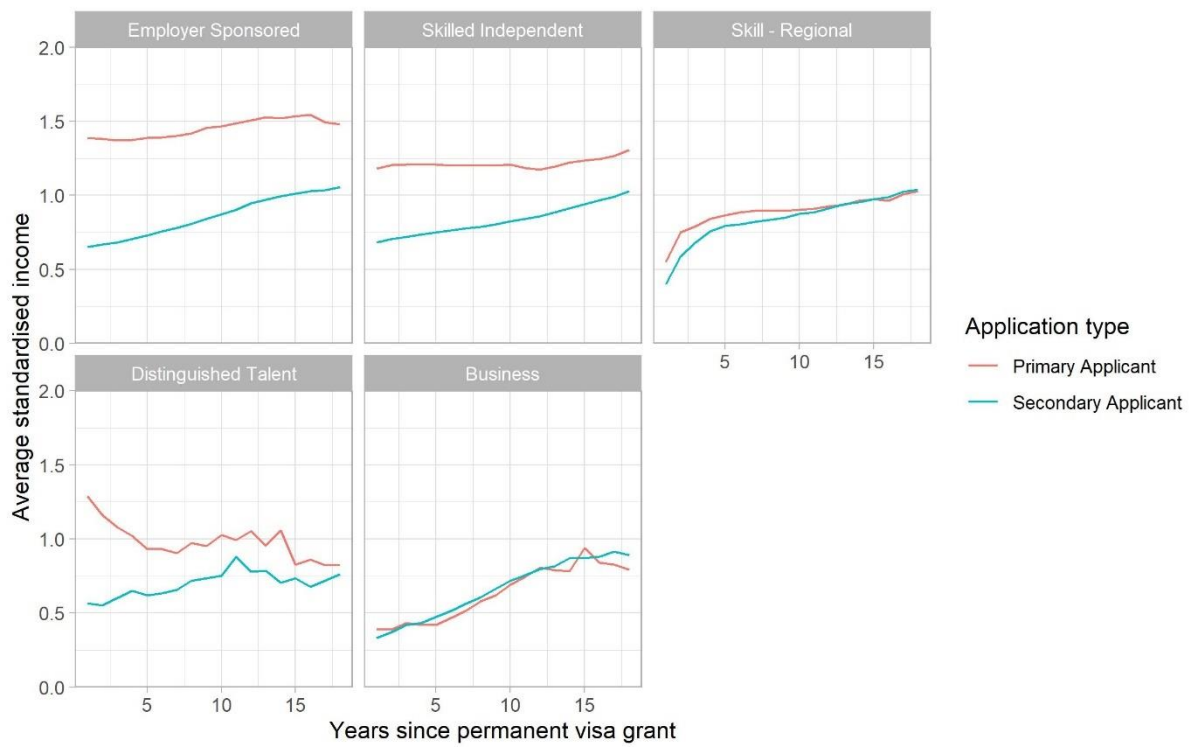 Employer Sponsored
Skilled Independent
Skill - Regional
2.0
1.5
1.0
0.5
0.0
5 10 15
Distinguished Talent
Business
2.0
1.5
1.0
0.5
0.0
5 10 15
5 10 15
Average standardised income
Years since permanent visa grant
Application type
Primary Applicant
Secondary Applicant